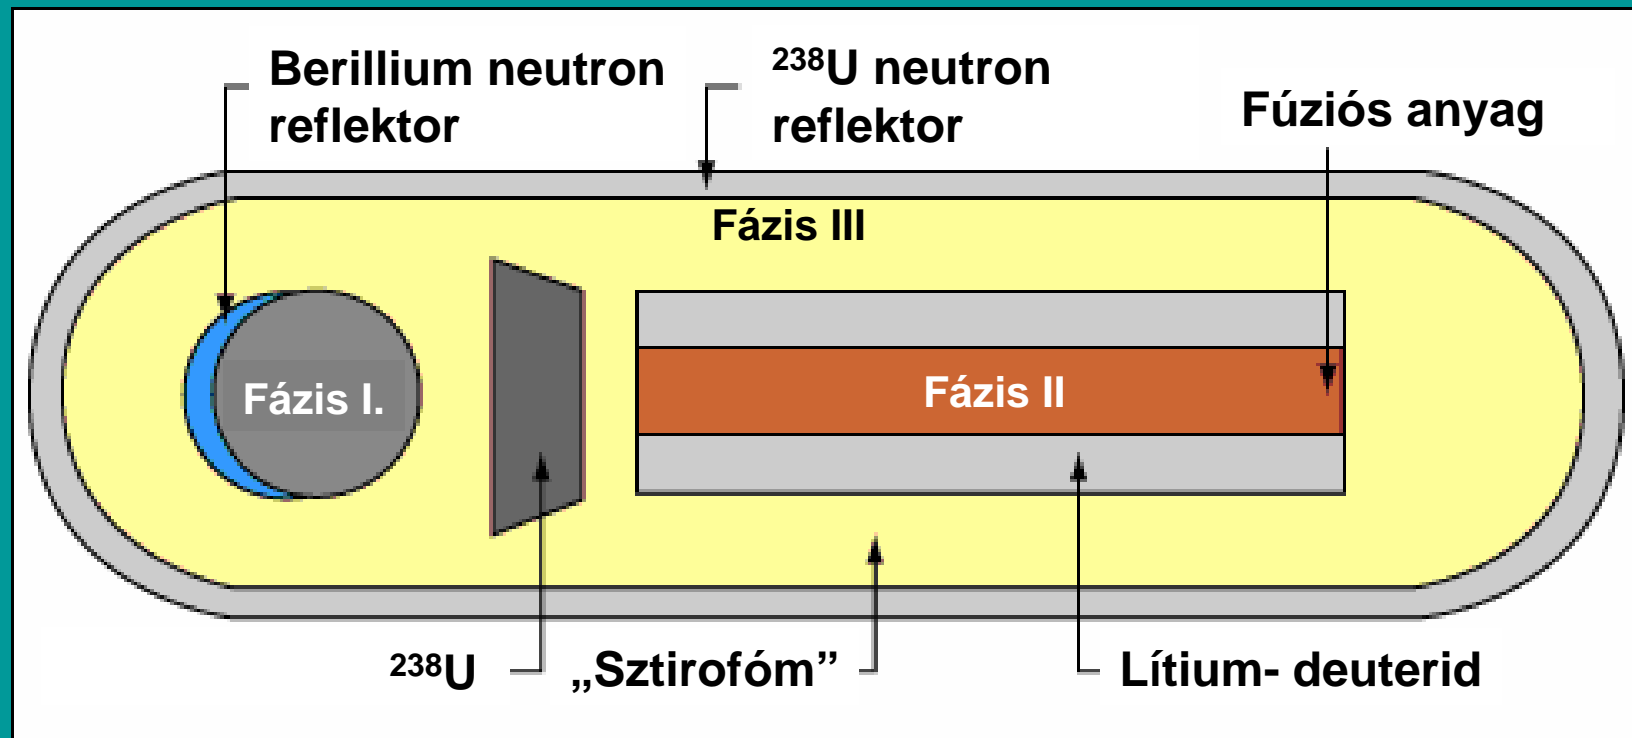 Berillium neutron
reflektor
²³⁸U neutron
reflektor
Fúziós anyag
Fázis III
Fázis I.
Fázis II
²³⁸U
„Sztirofóm”
Lítium- deuterid